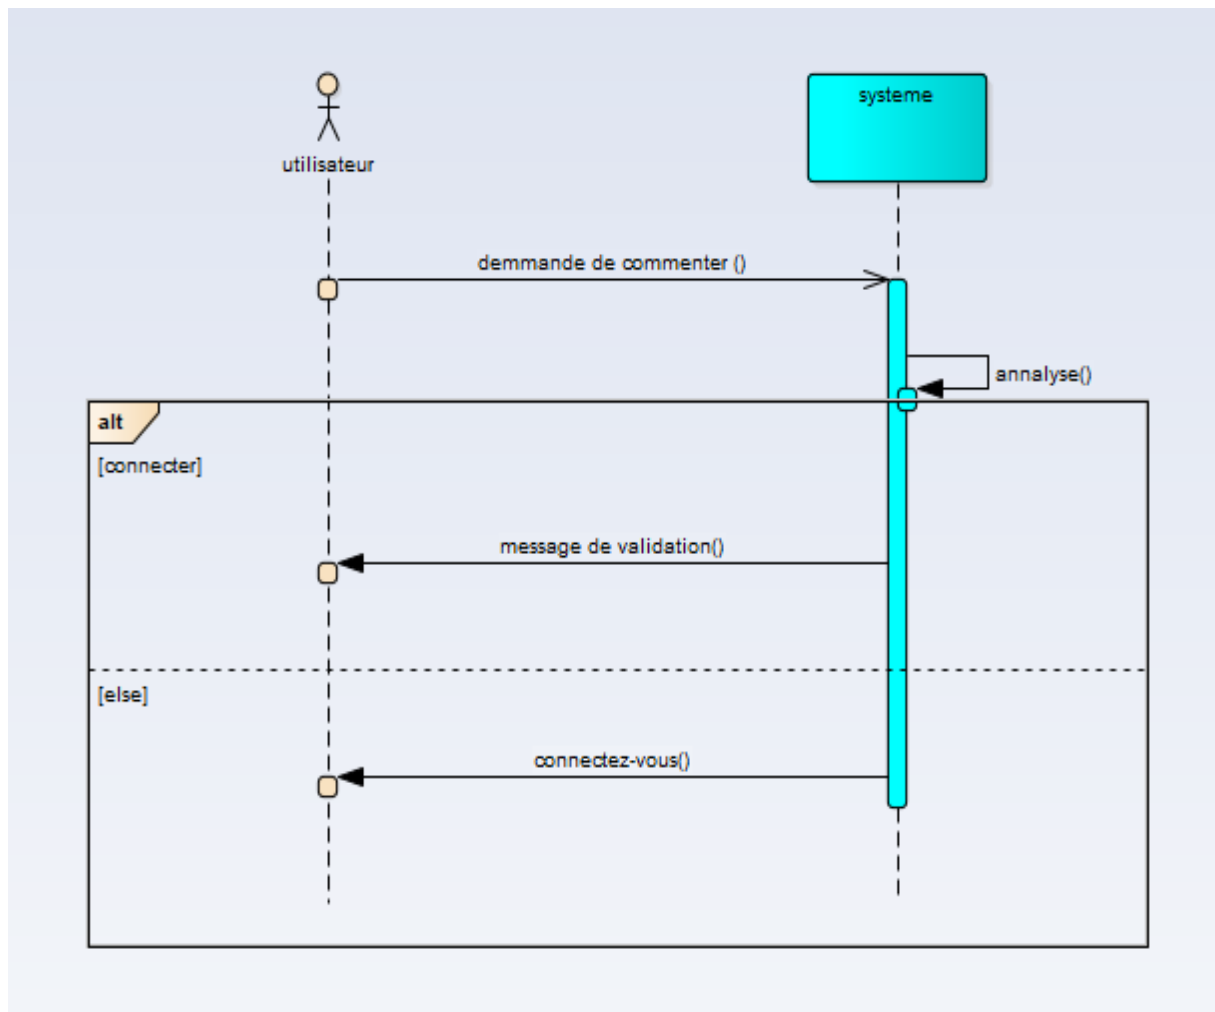 systeme
utilisateur
demmande de commenter ()
annalyse()
alt
[connecter]
message de validation()
[else]
connectez-vous()